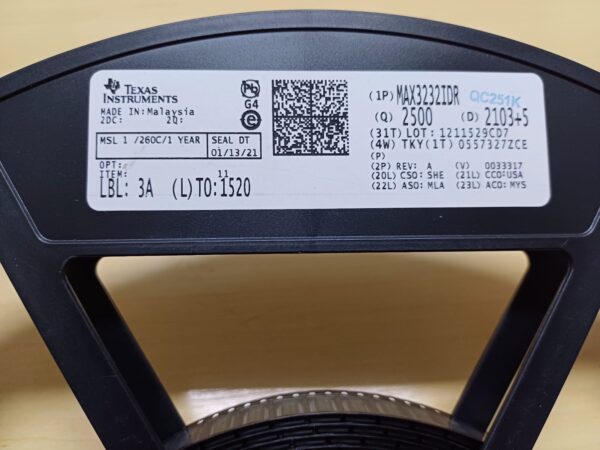 TEXAS
INSTRUMENTS
MADE IN: Malaysia
2DC: 2Q:
MSL 1 /260C/1 YEAR
SEAL DT
01/13/21
OPT:
ITEM: 11
LBL: 3A (L)TO:1520
Pb
G4
e
(1P) MAX3232IDR
QC251K
(Q) 2500 (D) 2103+5
(31T) LOT: 1211529CD7
(4W) TKY(1T) 0557327ZCE
(P)
(2P) REV: A (V) 0033317
(20L) CSO: SHE (21L) CCO:USA
(22L) ASO: MLA (23L) ACO: MYS